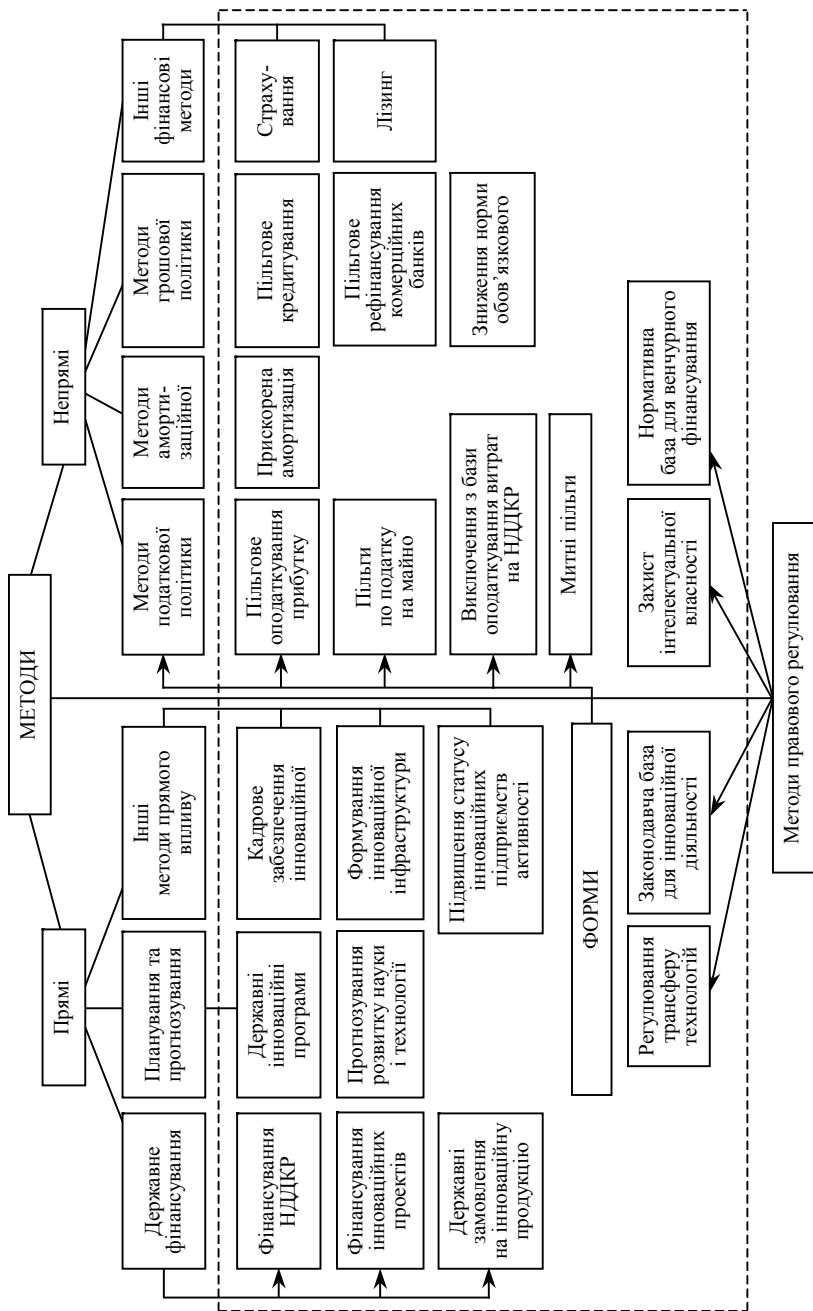 МЕТОДИ
Прямі
Непрямі
Державне
фінансування
Планування та
прогнозування
Інші
методи прямого
впливу
Методи
податкової
політики
Методи
аморти-
заційної
Методи
грошової
політики
Інші
фінансові
методи
Фінансування
НДДКР
Державні
інноваційні
програми
Кадрове
забезпечення
інноваційної
Пільгове
оподаткування
прибутку
Прискорена
амортизація
Пільгове
кредитування
Страху-
вання
Фінансування
інноваційних
проектів
Прогнозування
розвитку науки
і технології
Формування
інноваційної
інфраструктури
Пільги
по податку
на майно
Пільгове
рефінансування
комерційних
банків
Лізинг
Державні
замовлення
на інноваційну
продукцію
Підвищення статусу
інноваційних
підприємств
активності
Виключення з бази
оподаткування витрат
на НДДКР
Зниження норми
обов’язкового
Митні пільги
ФОРМИ
Регулювання
трансферу
технологій
Законодавча база
для інноваційної
діяльності
Захист
інтелектуальної
власності
Нормативна
база для венчурного
фінансування
Методи правового регулювання